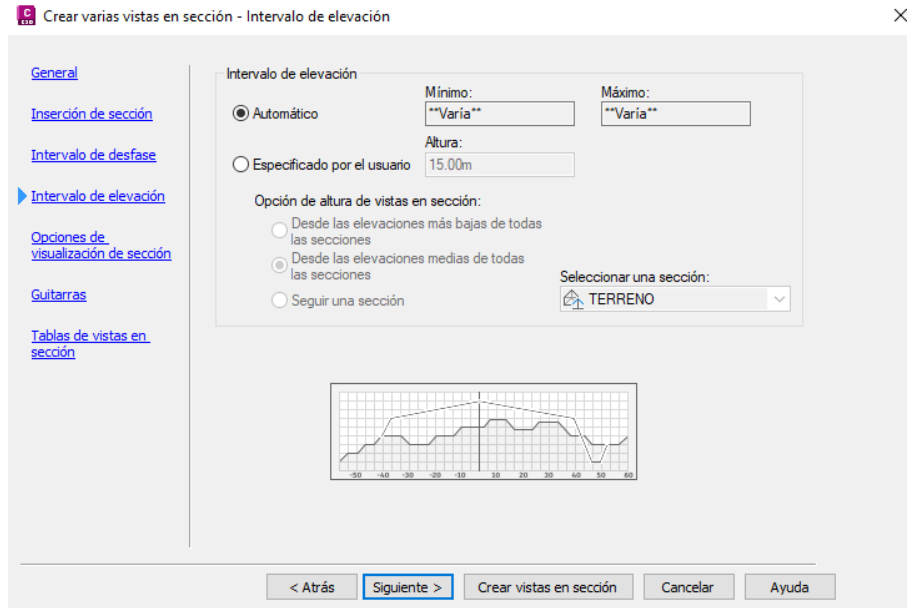 Crear varias vistas en sección - Intervalo de elevación
General
Inserción de sección
Intervalo de desfase
Intervalo de elevación
Opciones de
visualización de sección
Guitarras
Tablas de vistas en
sección
Intervalo de elevación
Mínimo:
Máximo:
Automático
**Varía**
**Varía**
Altura:
Especificado por el usuario
15.00m
Opción de altura de vistas en sección:
Desde las elevaciones más bajas de todas
las secciones
Desde las elevaciones medias de todas
las secciones
Seguir una sección
Seleccionar una sección:
TERRENO
-50 -40 -30 -20 -10 10 20 30 40 50 60
< Atrás
Siguiente >
Crear vistas en sección
Cancelar
Ayuda